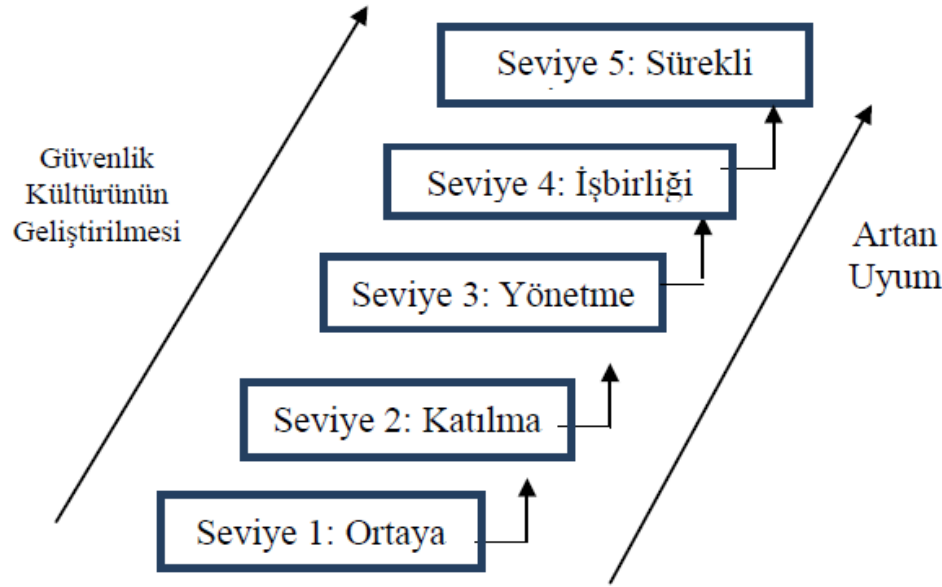 Seviye 5: Sürekli
Güvenlik
Kültürünün
Geliştirilmesi
Seviye 4: İşbirliği
Artan
Uyum
Seviye 3: Yönetme
Seviye 2: Katılma
Seviye 1: Ortaya